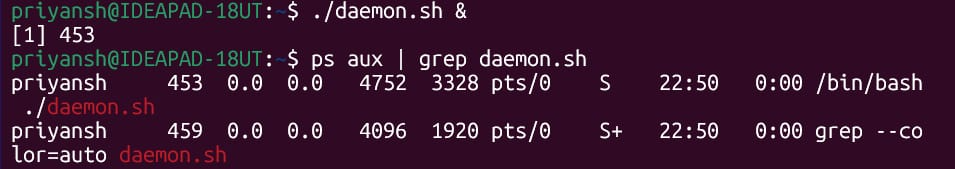 priyansh@IDEAPAD-18UT:~$ ./daemon.sh &
[1] 453
priyansh@IDEAPAD-18UT:~$ ps aux | grep daemon.sh
priyansh     453  0.0  0.0   4752  3328 pts/0    S    22:50   0:00 /bin/bash
 ./daemon.sh
priyansh     459  0.0  0.0   4096  1920 pts/0    S+   22:50   0:00 grep --co
lor=auto daemon.sh